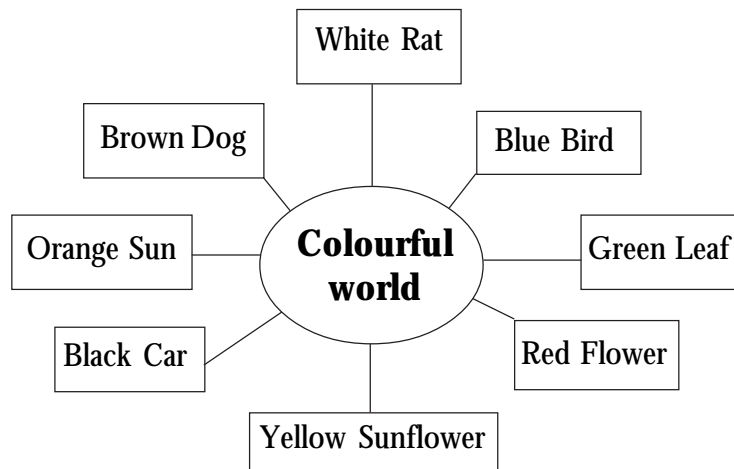 White Rat
Brown Dog
Blue Bird
Orange Sun
Colourful
world
Green Leaf
Black Car
Red Flower
Yellow Sunflower